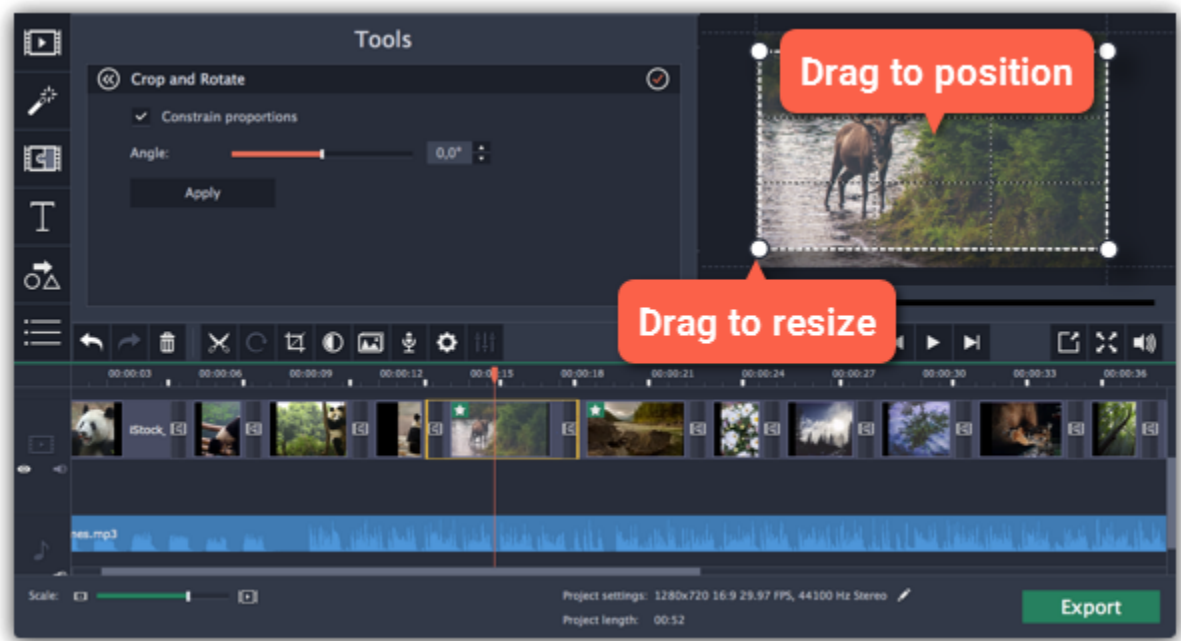 Tools
Crop and Rotate
Constrain proportions
Angle:
0,0°
Apply
Drag to position
Drag to resize
T
00:00:03 00:00:06 00:00:09 00:00:12 00:00:15 00:00:18 00:00:21 00:00:24 00:00:27 00:00:30 00:00:33 00:00:36
iStock_
nes.mp3
Scale:
Project settings: 1280x720 16:9 29.97 FPS, 44100 Hz Stereo
Project length: 00:52
Export